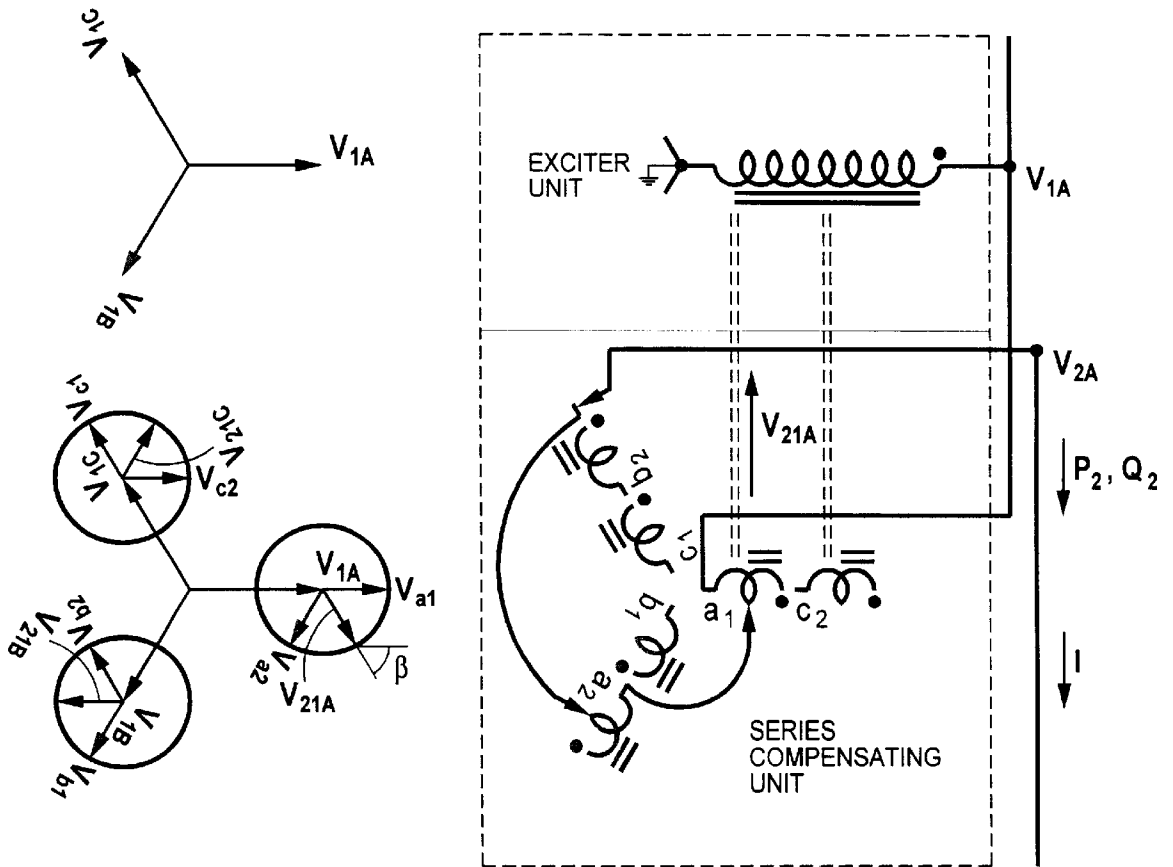 V1C
V1A
V1B
EXCITER
UNIT
V1A
V2A
V21A
P2, Q2
b2
c1
a1
c2
b1
a2
I
SERIES
COMPENSATING
UNIT
Vc1
V21C
V1C
Vc2
V1A
Va1
Vb2
V21B
Va2
β
V21A
V1B
Vb1